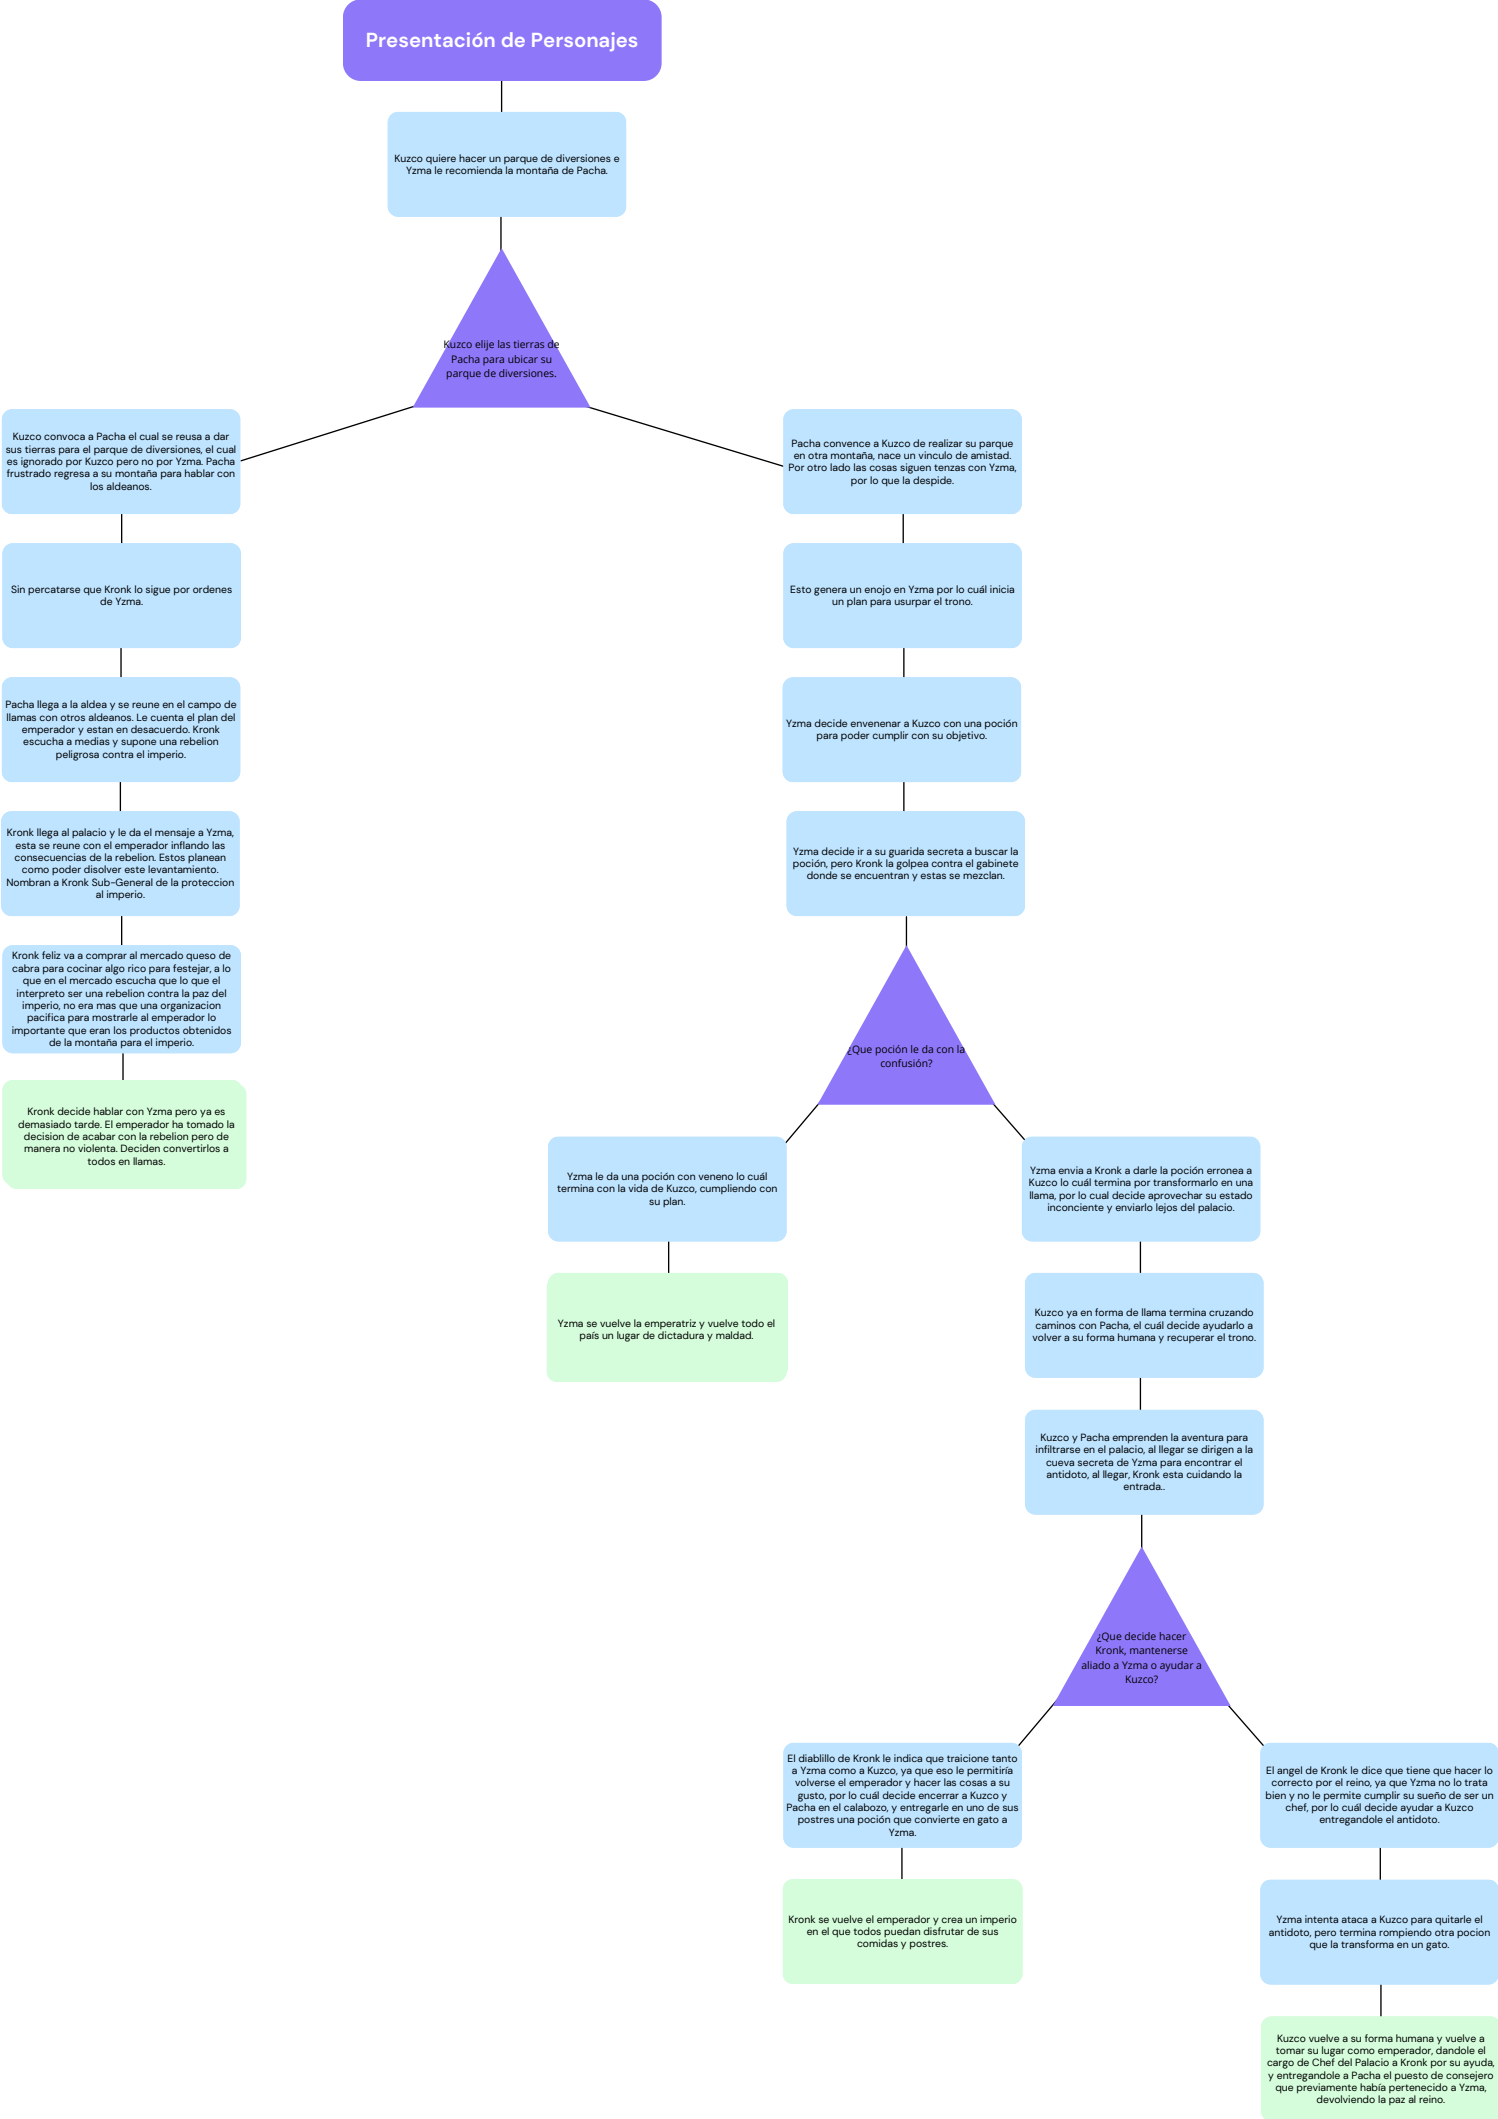 Presentación de Personajes
Kuzco quiere hacer un parque de diversiones e
Yzma le recomienda la montaña de Pacha.
Kuzco elije las tierras de
Pacha para ubicar su
parque de diversiones.
Kuzco convoca a Pacha el cual se reusa a dar
sus tierras para el parque de diversiones, el cual
es ignorado por Kuzco pero no por Yzma. Pacha
frustrado regresa a su montaña para hablar con
los aldeanos.
Sin percatarse que Kronk lo sigue por ordenes
de Yzma.
Pacha llega a la aldea y se reune en el campo de
llamas con otros aldeanos. Le cuenta el plan del
emperador y estan en desacuerdo. Kronk
escucha a medias y supone una rebelion
peligrosa contra el imperio.
Kronk llega al palacio y le da el mensaje a Yzma,
esta se reune con el emperador inflando las
consecuencias de la rebelion. Estos planean
como poder disolver este levantamiento.
Nombran a Kronk Sub-General de la proteccion
al imperio.
Kronk feliz va a comprar al mercado queso de
cabra para cocinar algo rico para festejar, a lo
que en el mercado escucha que lo que el
interpreto ser una rebelion contra la paz del
imperio, no era mas que una organizacion
pacifica para mostrarle al emperador lo
importante que eran los productos obtenidos
de la montaña para el imperio.
Kronk decide hablar con Yzma pero ya es
demasiado tarde. El emperador ha tomado la
decision de acabar con la rebelion pero de
manera no violenta. Deciden convertirlos a
todos en llamas.
Pacha convence a Kuzco de realizar su parque
en otra montaña, nace un vinculo de amistad.
Por otro lado las cosas siguen tenzas con Yzma,
por lo que la despide.
Esto genera un enojo en Yzma por lo cuál inicia
un plan para usurpar el trono.
Yzma decide envenenar a Kuzco con una poción
para poder cumplir con su objetivo.
Yzma decide ir a su guarida secreta a buscar la
poción, pero Kronk la golpea contra el gabinete
donde se encuentran y estas se mezclan.
¿Que poción le da con la
confusión?
Yzma le da una poción con veneno lo cuál
termina con la vida de Kuzco, cumpliendo con
su plan.
Yzma se vuelve la emperatriz y vuelve todo el
país un lugar de dictadura y maldad.
Yzma envia a Kronk a darle la poción erronea a
Kuzco lo cuál termina por transformarlo en una
llama, por lo cual decide aprovechar su estado
inconciente y enviarlo lejos del palacio.
Kuzco ya en forma de llama termina cruzando
caminos con Pacha, el cuál decide ayudarlo a
volver a su forma humana y recuperar el trono.
Kuzco y Pacha emprenden la aventura para
infiltrarse en el palacio, al llegar se dirigen a la
cueva secreta de Yzma para encontrar el
antidoto, al llegar, Kronk esta cuidando la
entrada..
¿Que decide hacer
Kronk, mantenerse
aliado a Yzma o ayudar a
Kuzco?
El diablillo de Kronk le indica que traicione tanto
a Yzma como a Kuzco, ya que eso le permitiría
volverse el emperador y hacer las cosas a su
gusto, por lo cuál decide encerrar a Kuzco y
Pacha en el calabozo, y entregarle en uno de sus
postres una poción que convierte en gato a
Yzma.
Kronk se vuelve el emperador y crea un imperio
en el que todos puedan disfrutar de sus
comidas y postres.
El angel de Kronk le dice que tiene que hacer lo
correcto por el reino, ya que Yzma no lo trata
bien y no le permite cumplir su sueño de ser un
chef, por lo cuál decide ayudar a Kuzco
entregandole el antidoto.
Yzma intenta ataca a Kuzco para quitarle el
antidoto, pero termina rompiendo otra pocion
que la transforma en un gato.
Kuzco vuelve a su forma humana y vuelve a
tomar su lugar como emperador, dandole el
cargo de Chef del Palacio a Kronk por su ayuda,
y entregandole a Pacha el puesto de consejero
que previamente había pertenecido a Yzma,
devolviendo la paz al reino.